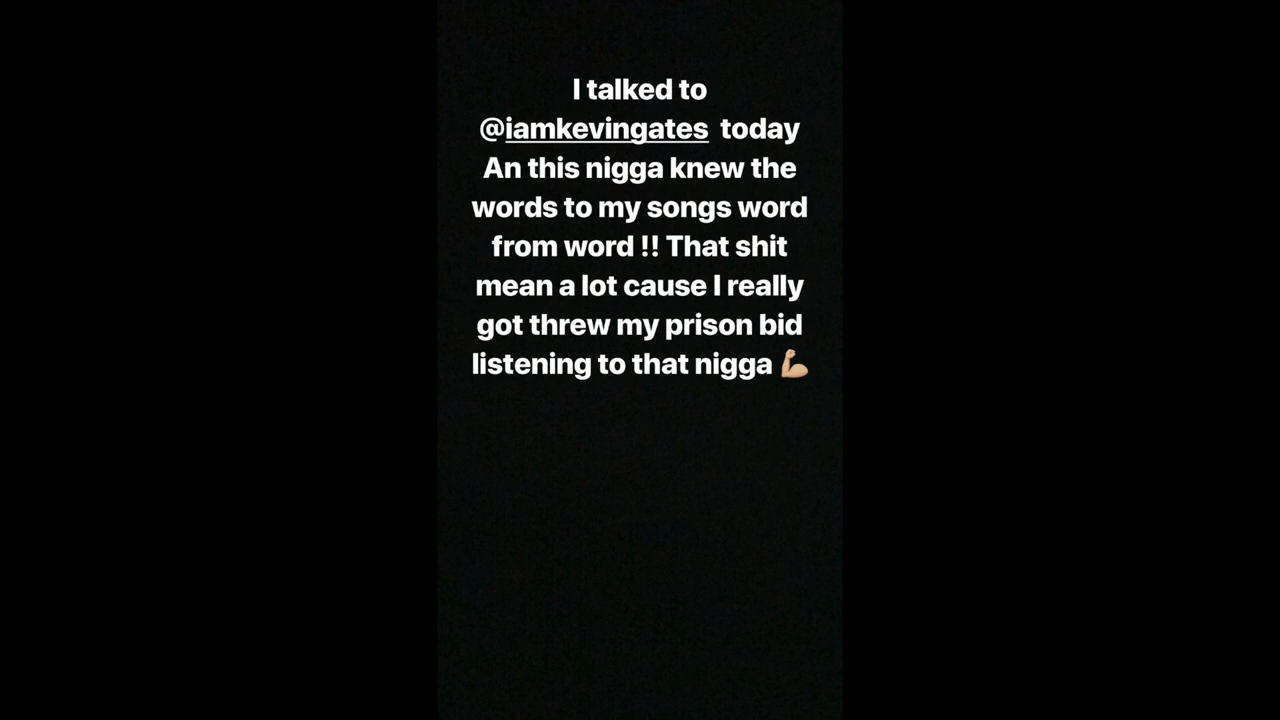 I talked to
@iamkevingates today
An this nigga knew the
words to my songs word
from word !! That shit
mean a lot cause I really
got threw my prison bid
listening to that nigga 💪🏼